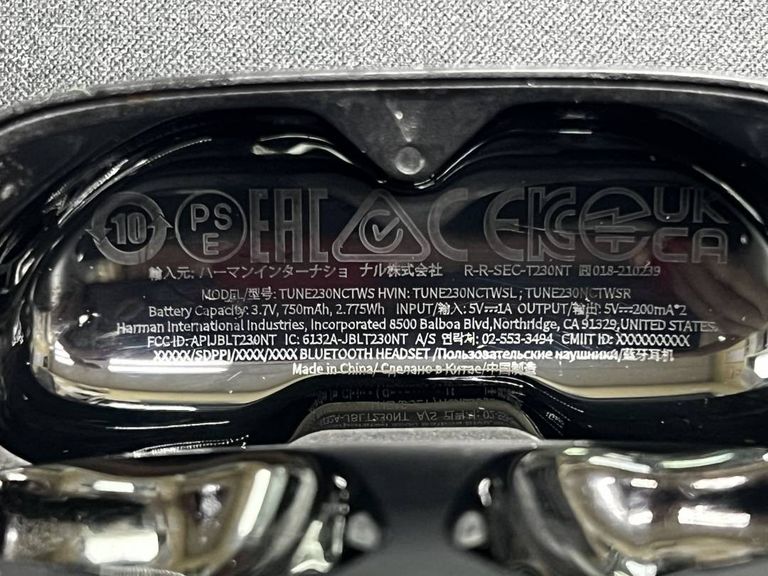 10 PS E EAC C UK CA
輸入元: ハーマンインターナショナル株式会社 R-R-SEC-T230NT 018-210239
MODEL/型号: TUNE230NCTWS HVIN: TUNE230NCTWSL ; TUNE230NCTWSR
Battery Capacity: 3.7V, 750mAh, 2.775Wh INPUT/输入: 5V⎓1A OUTPUT/输出: 5V⎓200mA*2
Harman International Industries, Incorporated 8500 Balboa Blvd, Northridge, CA 91329, UNITED STATES
FCC ID: APIJBLT230NT IC: 6132A-JBLT230NT A/S 연락처: 02-553-3494 CMIIT ID: XXXXXXXXXX
XXXXX/SDPPI/XXXX/XXXX BLUETOOTH HEADSET /Пользовательские наушники/蓝牙耳机
Made in China/ Сделано в Китае/中国制造